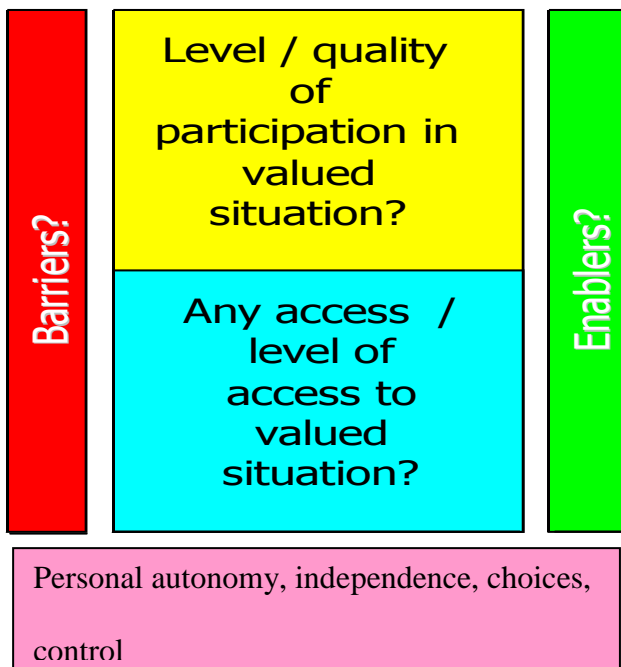 Barriers?
Level / quality
of
participation in
valued
situation?
Any access /
level of
access to
valued
situation?
Enablers?
Personal autonomy, independence, choices,
control